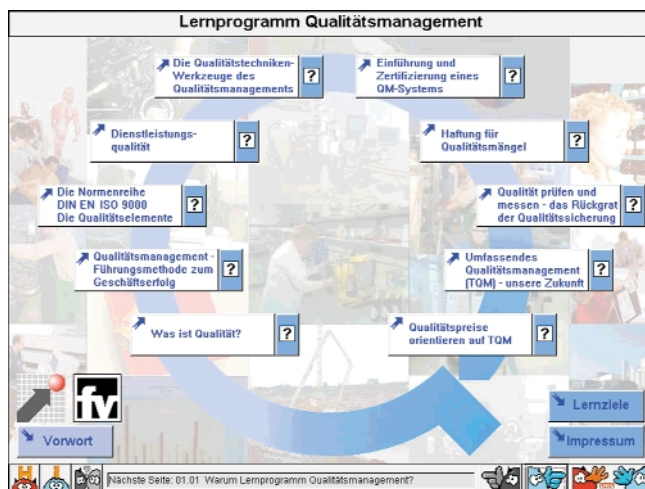 Lernprogramm Qualitätsmanagement
Die Qualitätstechniken-
Werkzeuge des
Qualitätsmanagements
?
Einführung und
Zertifizierung eines
QM-Systems
?
Dienstleistungs-
qualität
?
Haftung für
Qualitätsmängel
?
Die Normenreihe
DIN EN ISO 9000
Die Qualitätselemente
?
Qualität prüfen und
messen - das Rückgrat
der Qualitätssicherung
?
Qualitätsmanagement -
Führungsmethode zum
Geschäftserfolg
?
Umfassendes
Qualitätsmanagement
(TQM) - unsere Zukunft
?
Was ist Qualität?
?
Qualitätspreise
orientieren auf TQM
?
fv
Vorwort
Lernziele
Impressum
Nächste Seite: 01.01 Warum Lernprogramm Qualitätsmanagement?